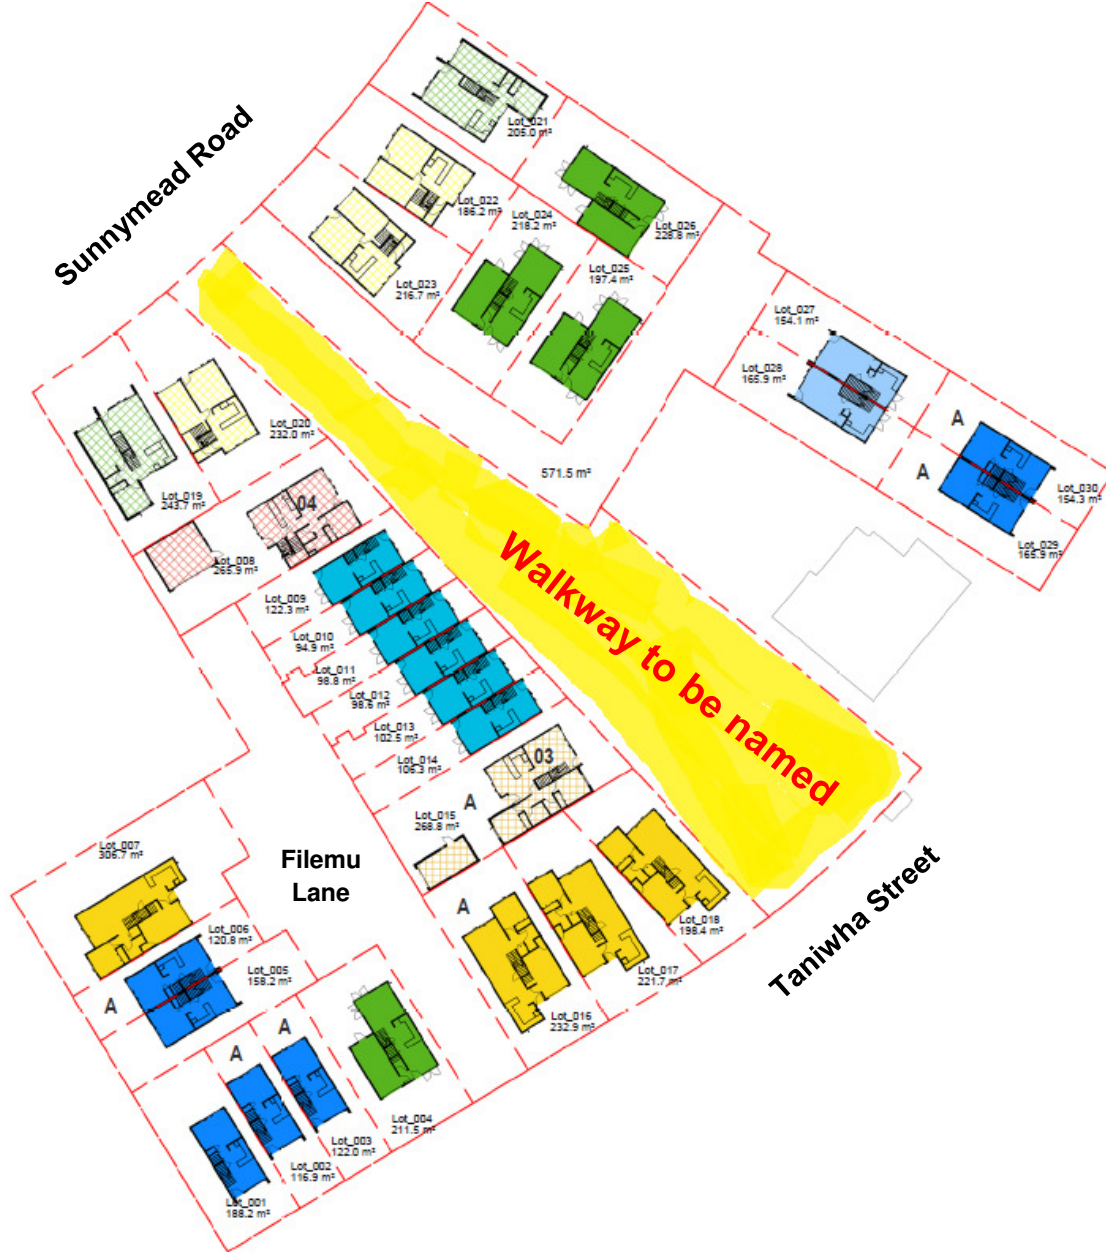 Sunnymead Road
Lot_021
205.0 m²
Lot_022
186.2 m²
Lot_024
218.2 m²
Lot_026
228.8 m²
Lot_023
216.7 m²
Lot_025
197.4 m²
Lot_027
154.1 m²
Lot_028
165.9 m²
A
A
Lot_030
154.3 m²
Lot_029
165.9 m²
571.5 m²
Lot_020
232.0 m²
Lot_019
243.7 m²
04
Lot_008
265.9 m²
Lot_009
122.3 m²
Lot_010
94.9 m²
Lot_011
98.8 m²
Lot_012
98.6 m²
Lot_013
102.5 m²
Lot_014
106.3 m²
Walkway to be named
03
A
Lot_015
268.8 m²
Lot_007
306.7 m²
Filemu
Lane
Taniwha Street
A
Lot_018
198.4 m²
Lot_017
221.7 m²
Lot_016
232.9 m²
Lot_006
120.8 m²
Lot_005
158.2 m²
A
A
A
Lot_004
211.5 m²
Lot_003
122.0 m²
Lot_002
116.9 m²
Lot_001
188.2 m²